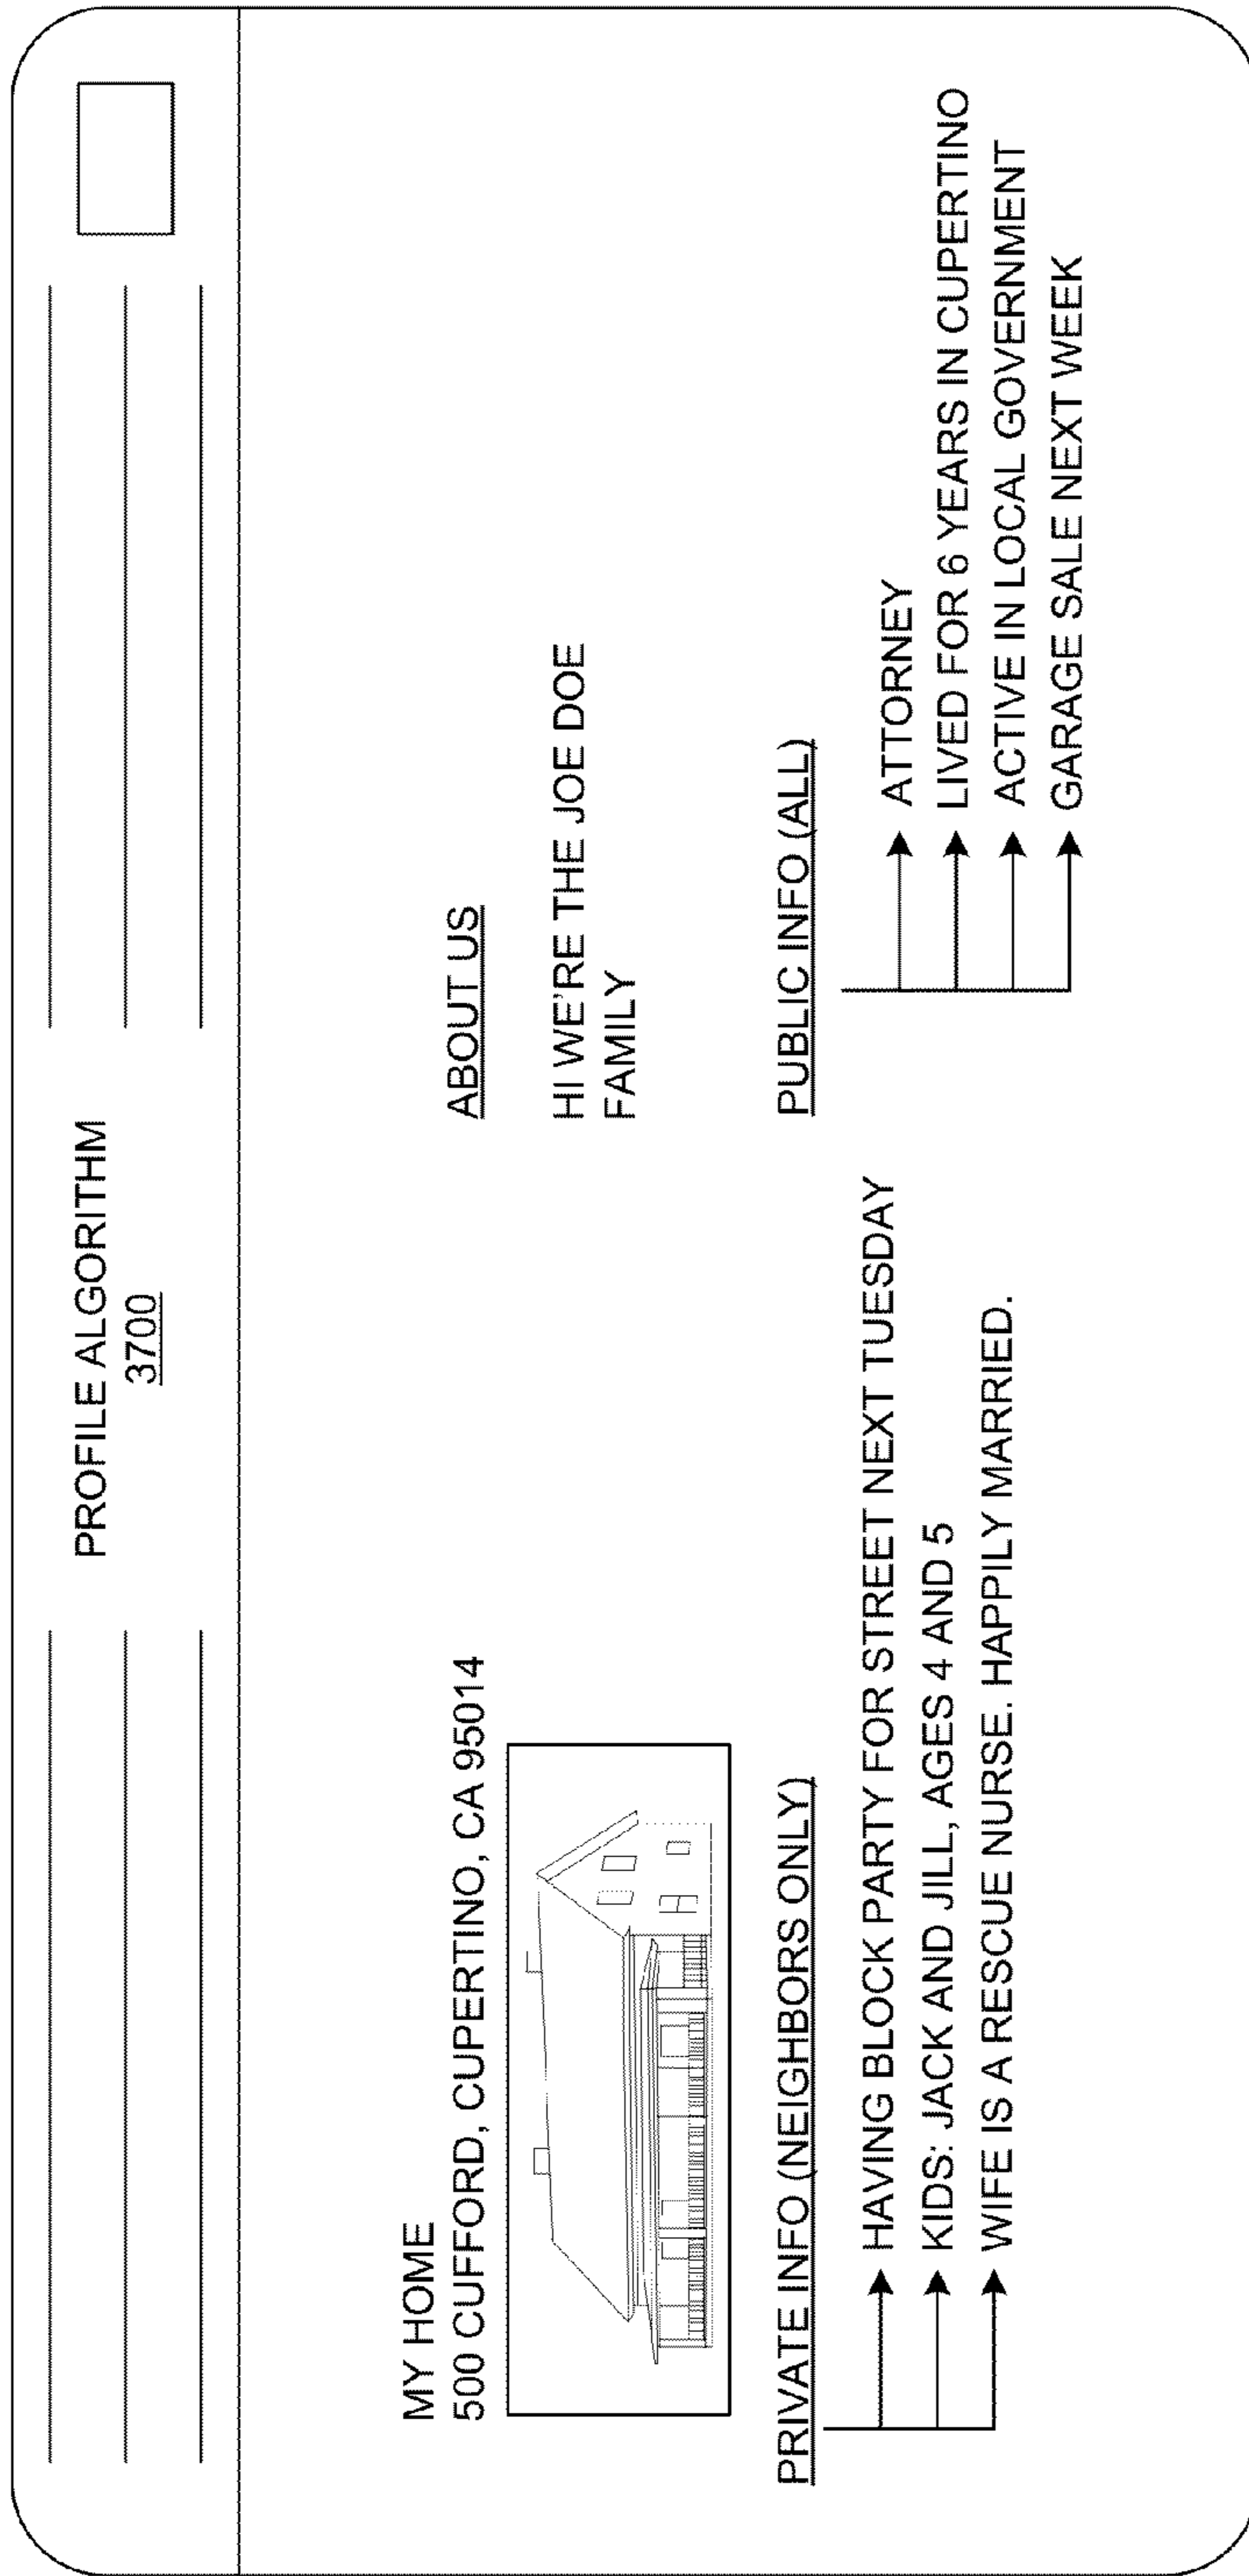 PROFILE ALGORITHM
3700
MY HOME
500 CUFFORD, CUPERTINO, CA 95014
ABOUT US
HI WE'RE THE JOE DOE
FAMILY
PRIVATE INFO (NEIGHBORS ONLY)
HAVING BLOCK PARTY FOR STREET NEXT TUESDAY
KIDS: JACK AND JILL, AGES 4 AND 5
WIFE IS A RESCUE NURSE. HAPPILY MARRIED.
PUBLIC INFO (ALL)
ATTORNEY
LIVED FOR 6 YEARS IN CUPERTINO
ACTIVE IN LOCAL GOVERNMENT
GARAGE SALE NEXT WEEK